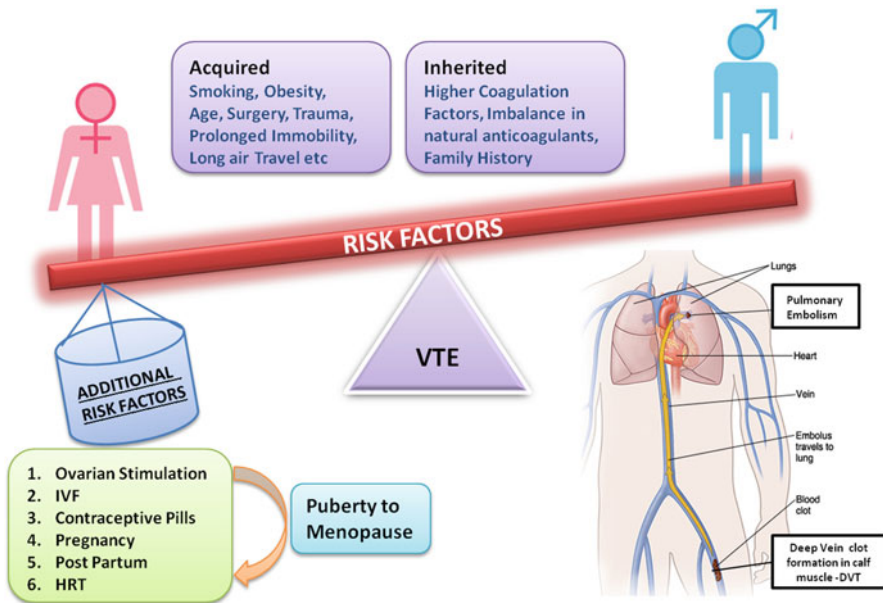 Acquired
Smoking, Obesity,
Age, Surgery, Trauma,
Prolonged Immobility,
Long air Travel etc
Inherited
Higher Coagulation
Factors, Imbalance in
natural anticoagulants,
Family History
RISK FACTORS
VTE
ADDITIONAL
RISK FACTORS
1. Ovarian Stimulation
2. IVF
3. Contraceptive Pills
4. Pregnancy
5. Post Partum
6. HRT
Puberty to
Menopause
Lungs
Pulmonary
Embolism
Heart
Vein
Embolus
travels to
lung
Blood
clot
Deep Vein clot
formation in calf
muscle -DVT